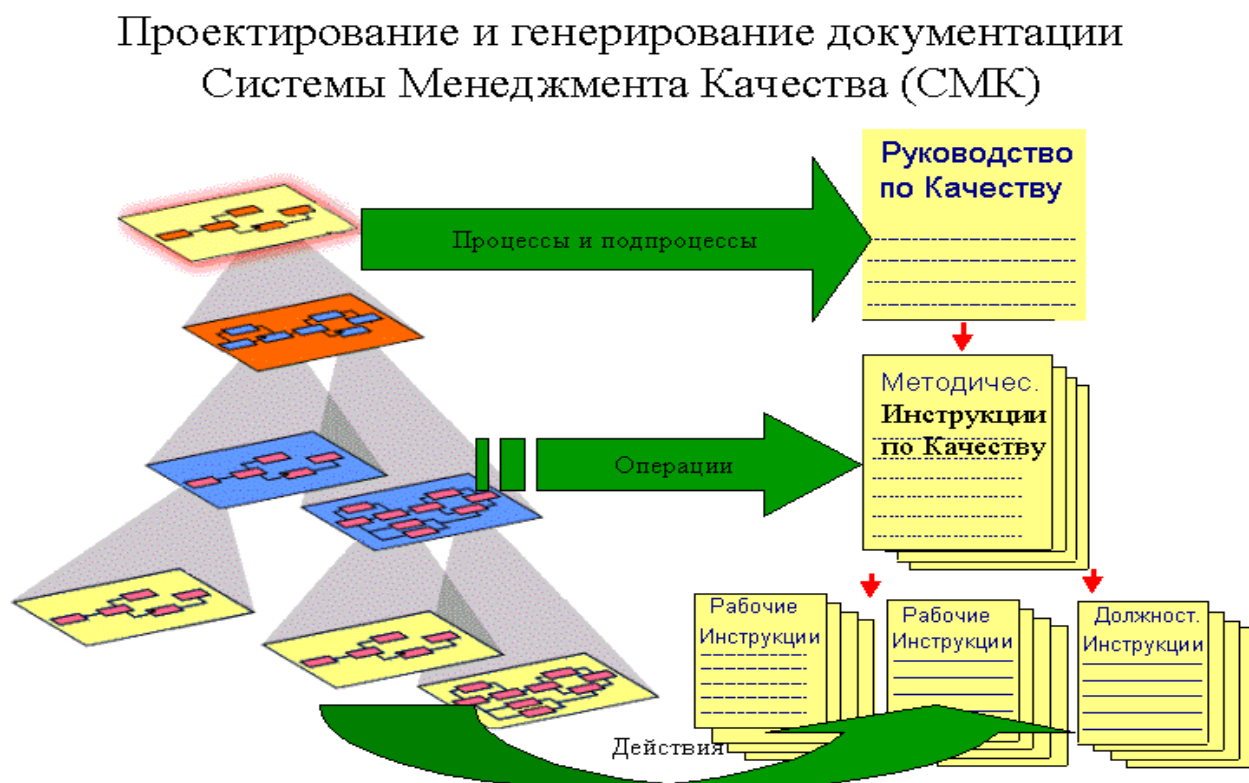 Проектирование и генерирование документации
Системы Менеджмента Качества (СМК)
Руководство
по Качеству
Процессы и подпроцессы
Методичес.
Инструкции
по Качеству
Операции
Рабочие
Инструкции
Рабочие
Инструкции
Должност.
Инструкции
Действия